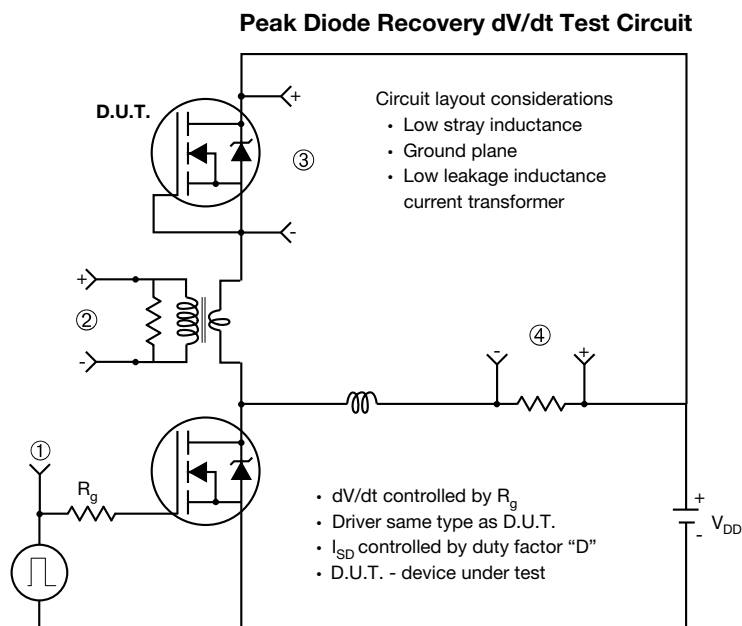 Peak Diode Recovery dV/dt Test Circuit
+
D.U.T.
Circuit layout considerations
• Low stray inductance
• Ground plane
• Low leakage inductance
current transformer
③
-
+
②
-
-
④
+
①
Rg
• dV/dt controlled by Rg
• Driver same type as D.U.T.
• ISD controlled by duty factor “D”
• D.U.T. - device under test
+
-
VDD